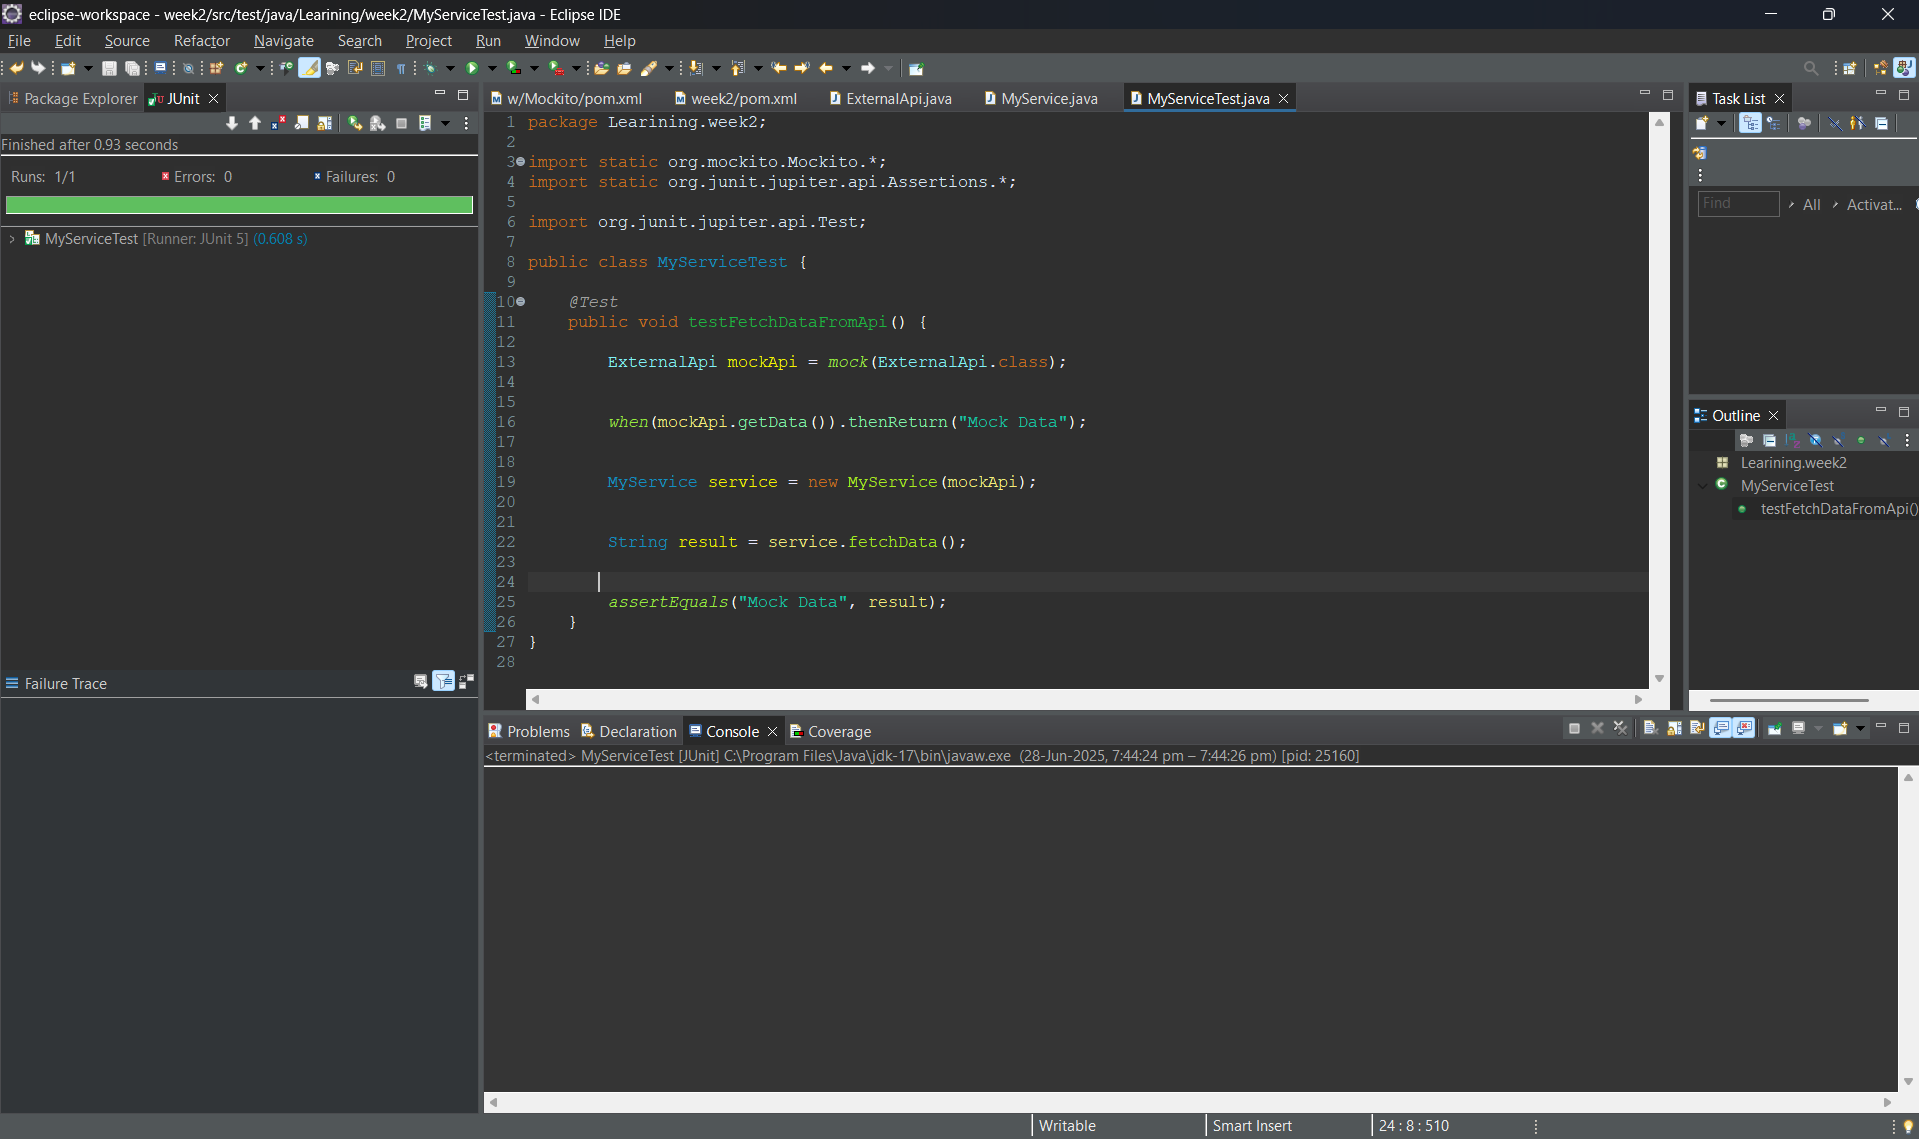 eclipse-workspace - week2/src/test/java/Learining/week2/MyServiceTest.java - Eclipse IDE
File Edit Source Refactor Navigate Search Project Run Window Help
Package Explorer JUnit
Finished after 0.93 seconds
Runs: 1/1 Errors: 0 Failures: 0
MyServiceTest [Runner: JUnit 5] (0.608 s)
Failure Trace
w/Mockito/pom.xml week2/pom.xml ExternalApi.java MyService.java MyServiceTest.java
1 package Learining.week2;
2
3 import static org.mockito.Mockito.*;
4 import static org.junit.jupiter.api.Assertions.*;
5
6 import org.junit.jupiter.api.Test;
7
8 public class MyServiceTest {
9
10 @Test
11 public void testFetchDataFromApi() {
12
13 ExternalApi mockApi = mock(ExternalApi.class);
14
15
16 when(mockApi.getData()).thenReturn("Mock Data");
17
18
19 MyService service = new MyService(mockApi);
20
21
22 String result = service.fetchData();
23
24
25 assertEquals("Mock Data", result);
26 }
27 }
28
Task List
Find All Activat...
Outline
Learining.week2
MyServiceTest
testFetchDataFromApi()
Problems Declaration Console Coverage
<terminated> MyServiceTest [JUnit] C:\Program Files\Java\jdk-17\bin\javaw.exe (28-Jun-2025, 7:44:24 pm – 7:44:26 pm) [pid: 25160]
Writable Smart Insert 24 : 8 : 510